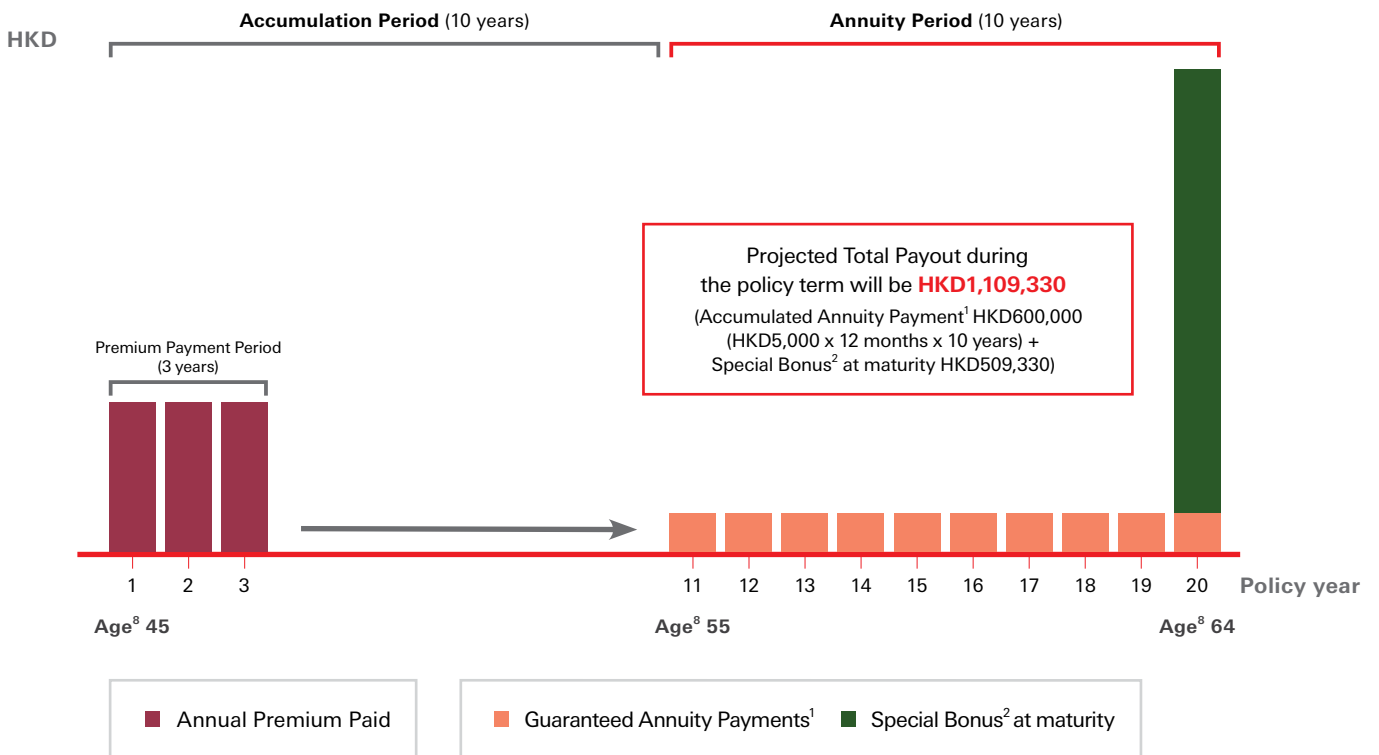 Accumulation Period (10 years)
Annuity Period (10 years)
HKD
Projected Total Payout during
the policy term will be HKD1,109,330
(Accumulated Annuity Payment¹ HKD600,000
(HKD5,000 x 12 months x 10 years) +
Special Bonus² at maturity HKD509,330)
Premium Payment Period
(3 years)
1 2 3 11 12 13 14 15 16 17 18 19 20 Policy year
Age⁸ 45 Age⁸ 55 Age⁸ 64
Annual Premium Paid
Guaranteed Annuity Payments¹ Special Bonus² at maturity